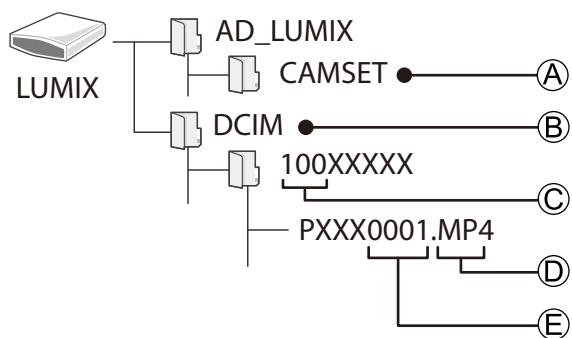 AD_LUMIX
LUMIX
CAMSET
A
DCIM
B
100XXXXX
C
PXXX0001.MP4
D
E